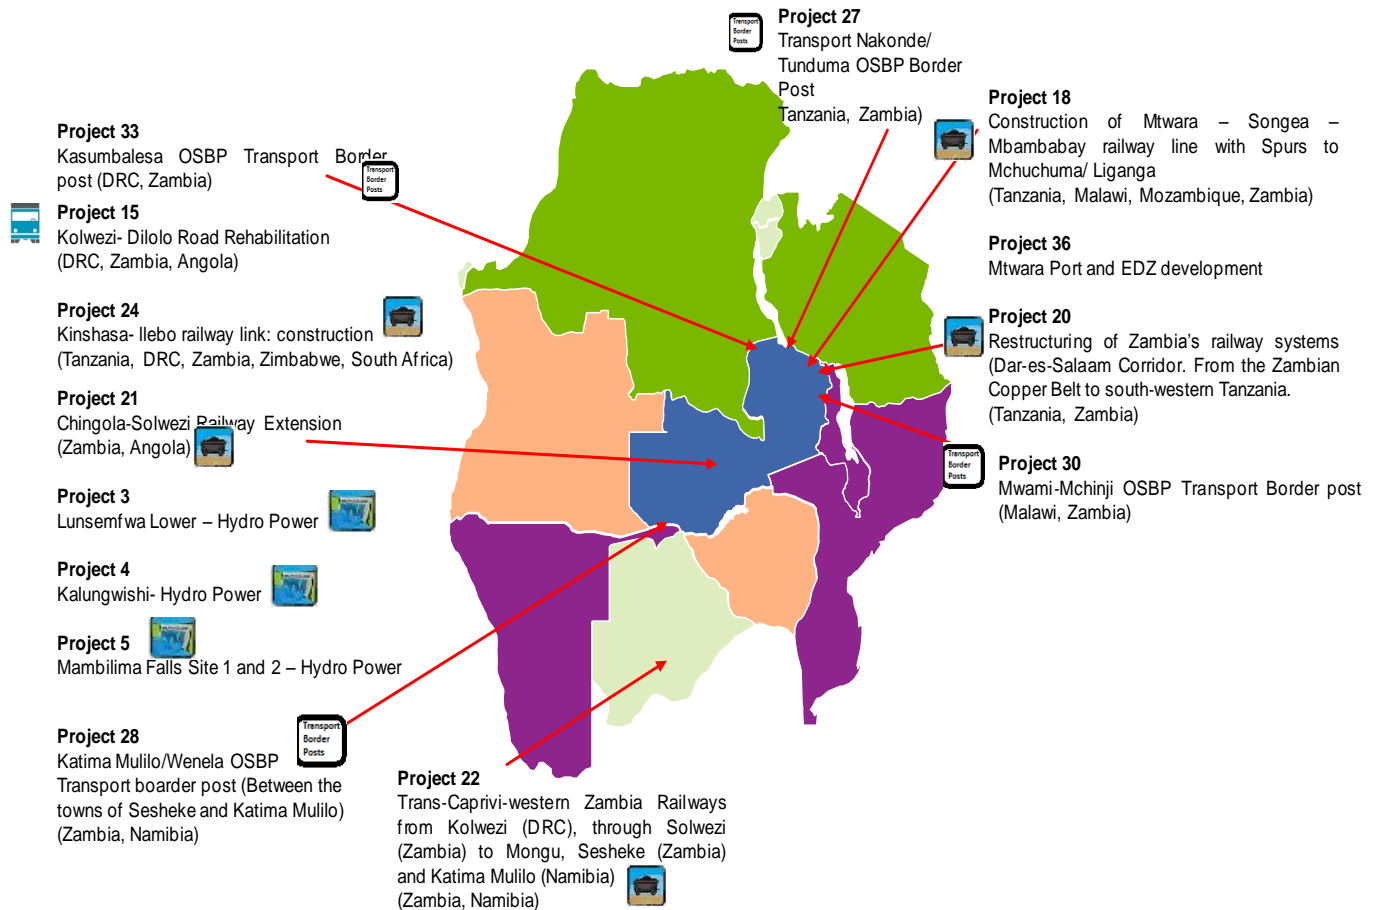 Transport
Border
Posts
Project 27
Transport Nakonde/
Tunduma OSBP Border
Post
Tanzania, Zambia)
Project 18
Construction of Mtwara – Songea –
Mbambabay railway line with Spurs to
Mchuchuma/ Liganga
(Tanzania, Malawi, Mozambique, Zambia)
Project 36
Mtwara Port and EDZ development
Project 20
Restructuring of Zambia's railway systems
(Dar-es-Salaam Corridor. From the Zambian
Copper Belt to south-western Tanzania.
(Tanzania, Zambia)
Transport
Border
Posts
Project 30
Mwami-Mchinji OSBP Transport Border post
(Malawi, Zambia)
Project 33
Kasumbalesa OSBP Transport Border
post (DRC, Zambia)
Transport
Border
Posts
Project 15
Kolwezi- Dilolo Road Rehabilitation
(DRC, Zambia, Angola)
Project 24
Kinshasa- Ilebo railway link: construction
(Tanzania, DRC, Zambia, Zimbabwe, South Africa)
Project 21
Chingola-Solwezi Railway Extension
(Zambia, Angola)
Project 3
Lunsemfwa Lower – Hydro Power
Project 4
Kalungwishi- Hydro Power
Project 5
Mambilima Falls Site 1 and 2 – Hydro Power
Project 28
Katima Mulilo/Wenela OSBP
Transport boarder post (Between the
towns of Sesheke and Katima Mulilo)
(Zambia, Namibia)
Transport
Border
Posts
Project 22
Trans-Caprivi-western Zambia Railways
from Kolwezi (DRC), through Solwezi
(Zambia) to Mongu, Sesheke (Zambia)
and Katima Mulilo (Namibia)
(Zambia, Namibia)